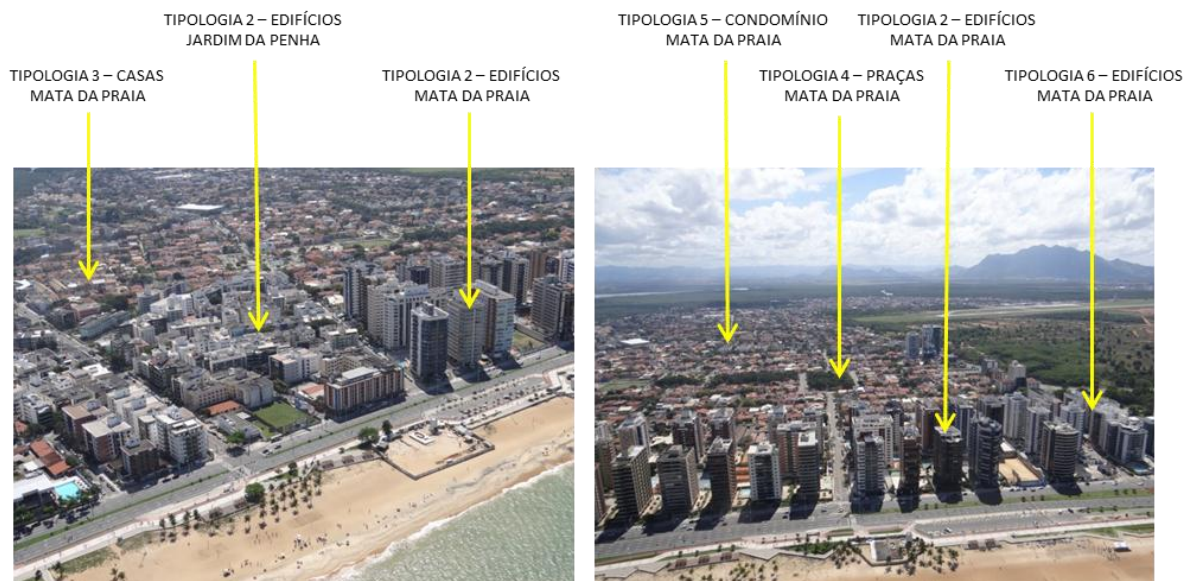 TIPOLOGIA 2 – EDIFÍCIOS
JARDIM DA PENHA
TIPOLOGIA 3 – CASAS
MATA DA PRAIA
TIPOLOGIA 2 – EDIFÍCIOS
MATA DA PRAIA
TIPOLOGIA 5 – CONDOMÍNIO
MATA DA PRAIA
TIPOLOGIA 2 – EDIFÍCIOS
MATA DA PRAIA
TIPOLOGIA 4 – PRAÇAS
MATA DA PRAIA
TIPOLOGIA 6 – EDIFÍCIOS
MATA DA PRAIA